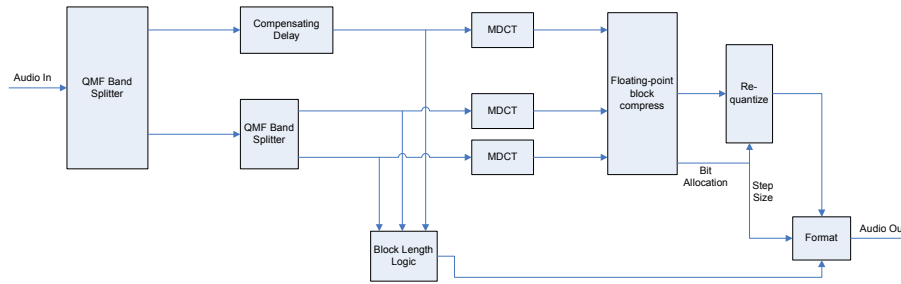 Audio In
QMF Band
Splitter
Compensating
Delay
QMF Band
Splitter
MDCT
MDCT
MDCT
Floating-point
block
compress
Re-
quantize
Bit
Allocation
Step
Size
Block Length
Logic
Format
Audio Ou